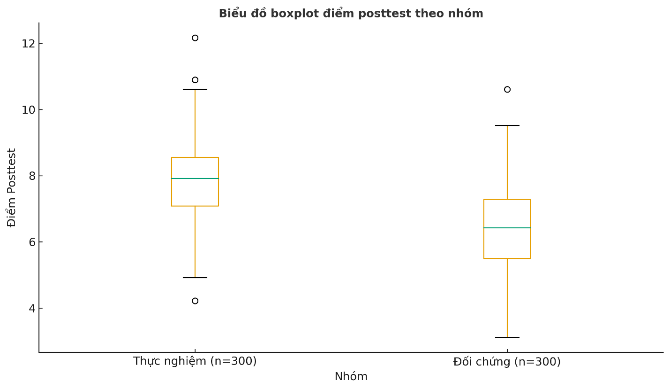 Biểu đồ boxplot điểm posttest theo nhóm
Điểm Posttest
12
10
8
6
4
Thực nghiệm (n=300)
Đối chứng (n=300)
Nhóm